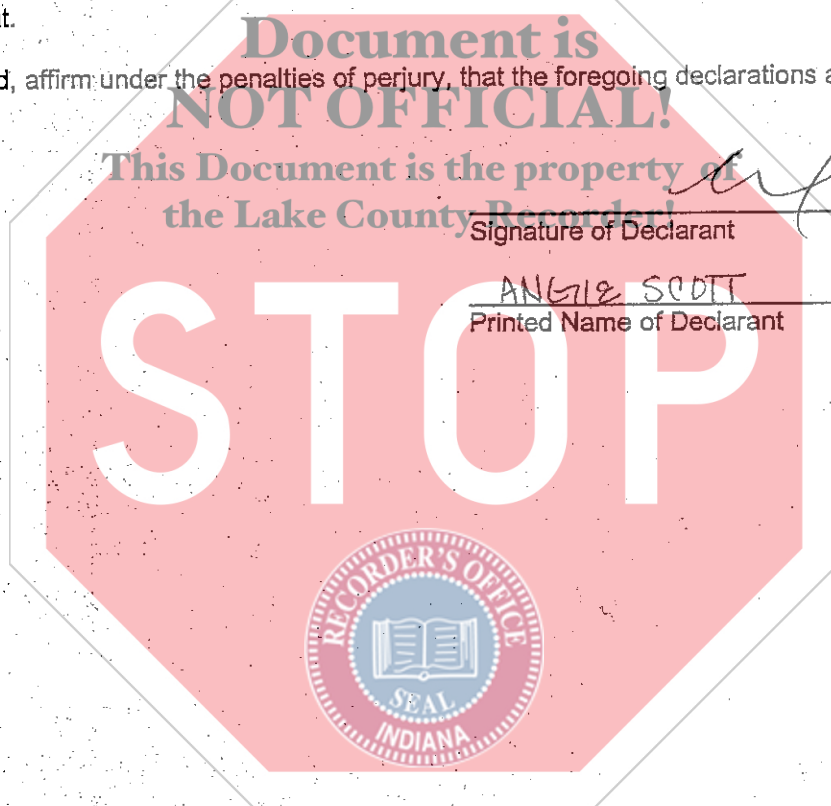 t.
Document is
d, affirm under the penalties of perjury, that the foregoing declarations a
NOT OFFICIAL!
This Document is the property of
the Lake County Recorder!
Signature of Declarant
ANGIE SCOTT
Printed Name of Declarant
STOP
RECORDER'S OFFICE
SEAL
INDIANA